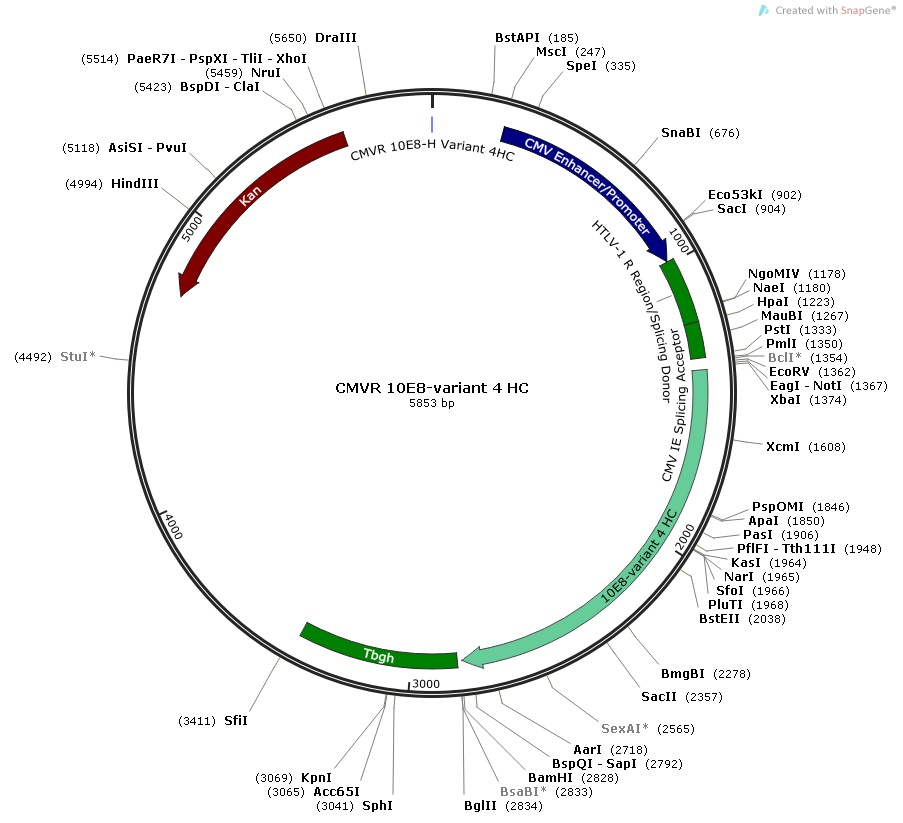 Created with SnapGene®
(5650) DraIII
(5514) PaeR7I - PspXI - TliI - XhoI
(5459) NruI
(5423) BspDI - ClaI
(5118) AsiSI - PvuI
(4994) HindIII
(4492) StuI*
BstAPI (185)
MscI (247)
SpeI (335)
SnaBI (676)
Eco53kI (902)
SacI (904)
NgoMIV (1178)
NaeI (1180)
HpaI (1223)
MauBI (1267)
PstI (1333)
PmlI (1350)
BclI* (1354)
EcoRV (1362)
EagI - NotI (1367)
XbaI (1374)
XcmI (1608)
PspOMI (1846)
ApaI (1850)
PasI (1906)
PflFI - Tth111I (1948)
KasI (1964)
NarI (1965)
SfoI (1966)
PluTI (1968)
BstEII (2038)
BmgBI (2278)
SacII (2357)
SexAI* (2565)
AarI (2718)
BspQI - SapI (2792)
BamHI (2828)
BsaBI* (2833)
BglII (2834)
(3411) SfiI
(3069) KpnI
(3065) Acc65I
(3041) SphI
CMVR 10E8-H Variant 4HC
CMV Enhancer/Promoter
HTLV-1 R Region/Splicing Donor
CMV IE Splicing Acceptor
10E8-variant 4 HC
Tbgh
Kan
1000
2000
3000
4000
5000
CMVR 10E8-variant 4 HC
5853 bp